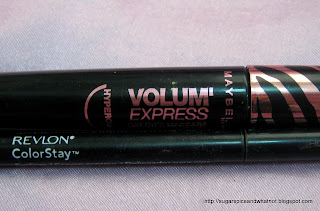 HYPER
VOLUM'
EXPRESS
MAYBEL
REVLON®
ColorStay™
http://sugarspiceandwhatnot.blogspot.com